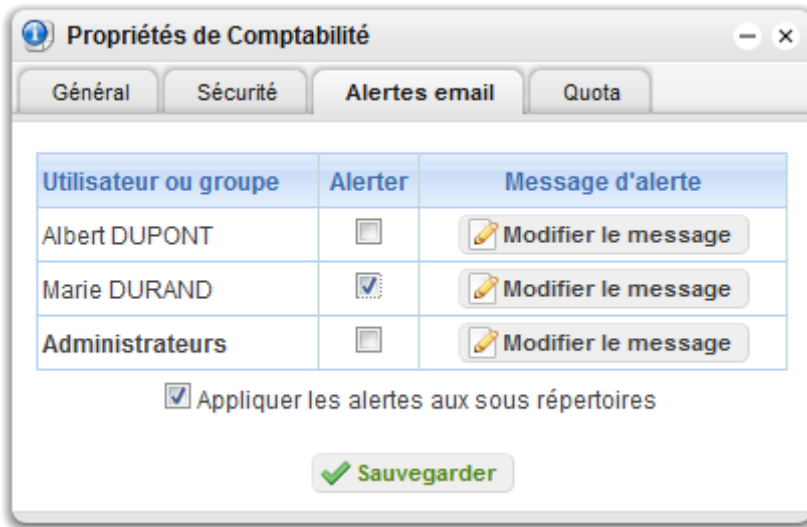 Propriétés de Comptabilité
Général Sécurité Alertes email Quota
Utilisateur ou groupe Alerter Message d'alerte
Albert DUPONT Modifier le message
Marie DURAND Modifier le message
Administrateurs Modifier le message
Appliquer les alertes aux sous répertoires
Sauvegarder